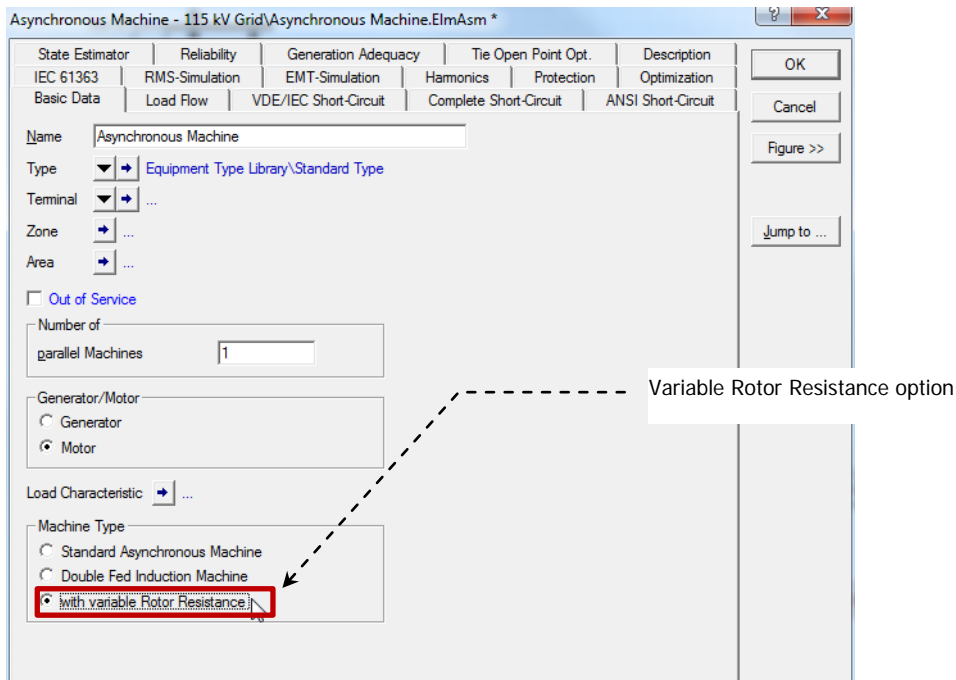 Asynchronous Machine - 115 kV Grid\Asynchronous Machine.ElmAsm *
State Estimator Reliability Generation Adequacy Tie Open Point Opt. Description
IEC 61363 RMS-Simulation EMT-Simulation Harmonics Protection Optimization
Basic Data Load Flow VDE/IEC Short-Circuit Complete Short-Circuit ANSI Short-Circuit
OK
Cancel
Figure >>
Jump to ...
Name Asynchronous Machine
Type Equipment Type Library\Standard Type
Terminal ...
Zone ...
Area ...
Out of Service
Number of
parallel Machines 1
Generator/Motor
Generator
Motor
Variable Rotor Resistance option
Load Characteristic ...
Machine Type
Standard Asynchronous Machine
Double Fed Induction Machine
with variable Rotor Resistance